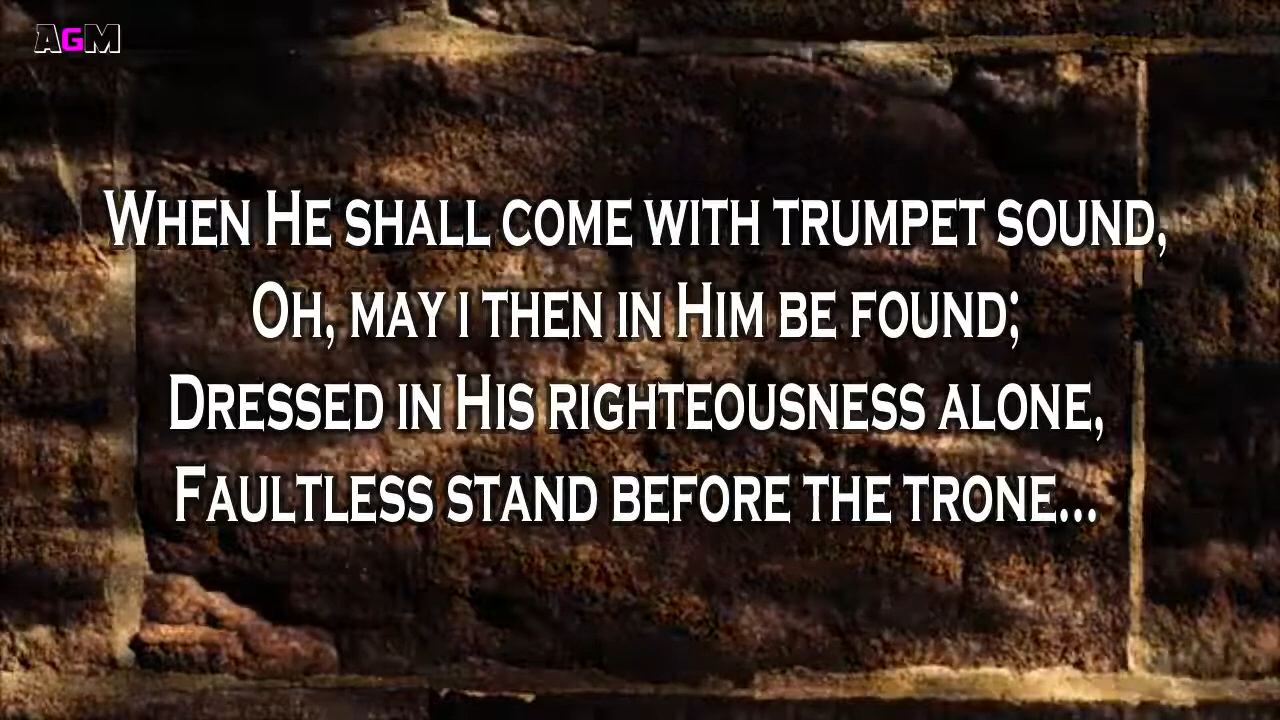 AGM
When He shall come with trumpet sound,
Oh, may i then in Him be found;
Dressed in His righteousness alone,
Faultless stand before the trone...